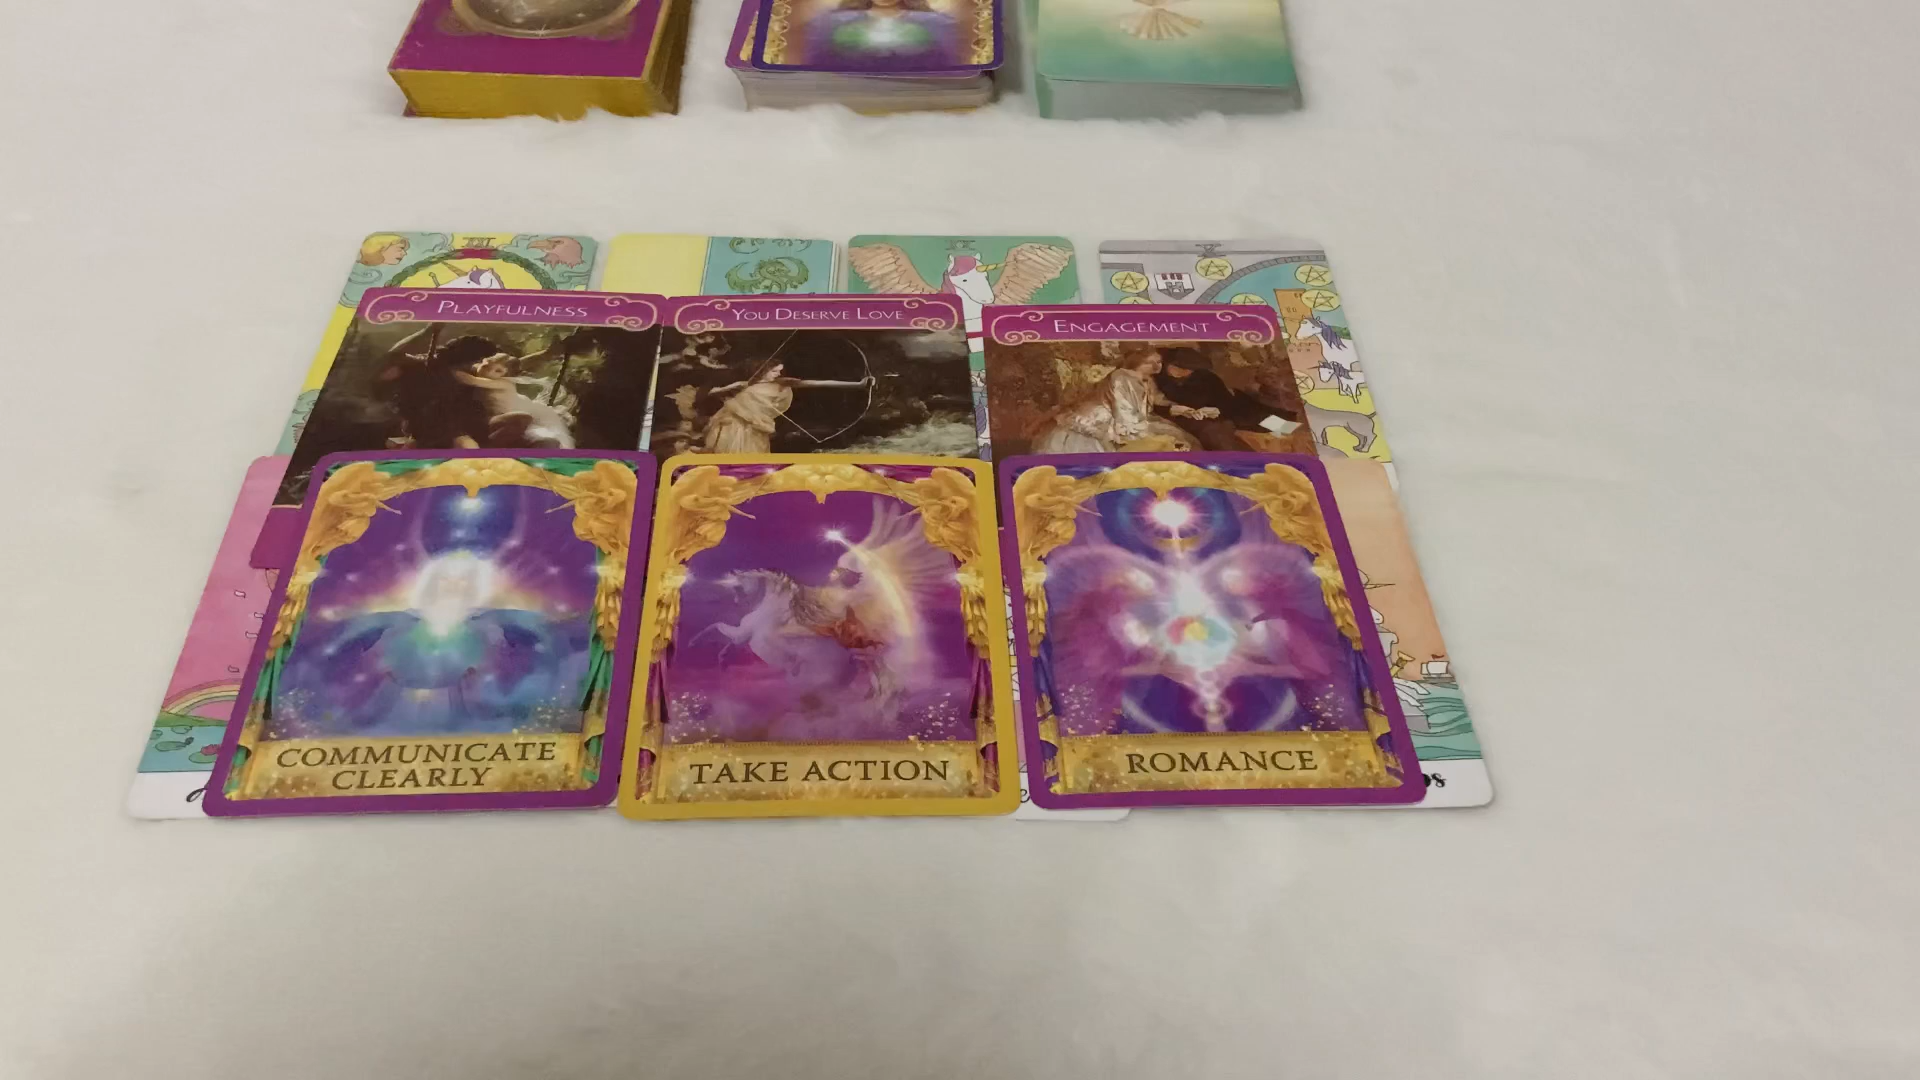 PLAYFULNESS
YOU DESERVE LOVE
ENGAGEMENT
COMMUNICATE
CLEARLY
TAKE ACTION
ROMANCE